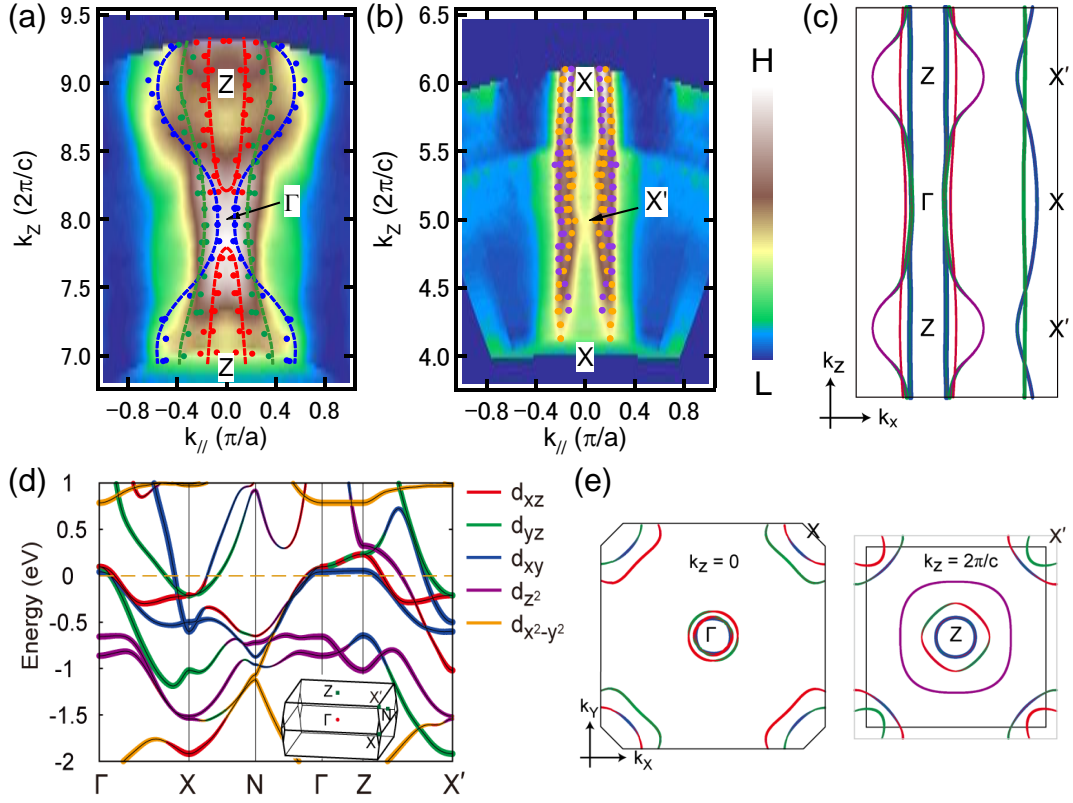 (a)
k_Z (2π/c)
9.5
9.0
8.5
8.0
7.5
7.0
Z
Γ
Z
−0.8 −0.4 0.0 0.4 0.8
k_// (π/a)
(b)
k_Z (2π/c)
6.5
6.0
5.5
5.0
4.5
4.0
X
X′
X
−0.8 −0.4 0.0 0.4 0.8
k_// (π/a)
H
L
(c)
Z X′
Γ X
Z X′
k_Z
k_X
(d)
Energy (eV)
1
0.5
0
-0.5
-1
-1.5
-2
Γ X N Γ Z X′
Z X′
Γ N
X
d_xz
d_yz
d_xy
d_z²
d_x²-y²
(e)
X
k_z = 0
Γ
k_Y
k_X
X′
k_z = 2π/c
Z